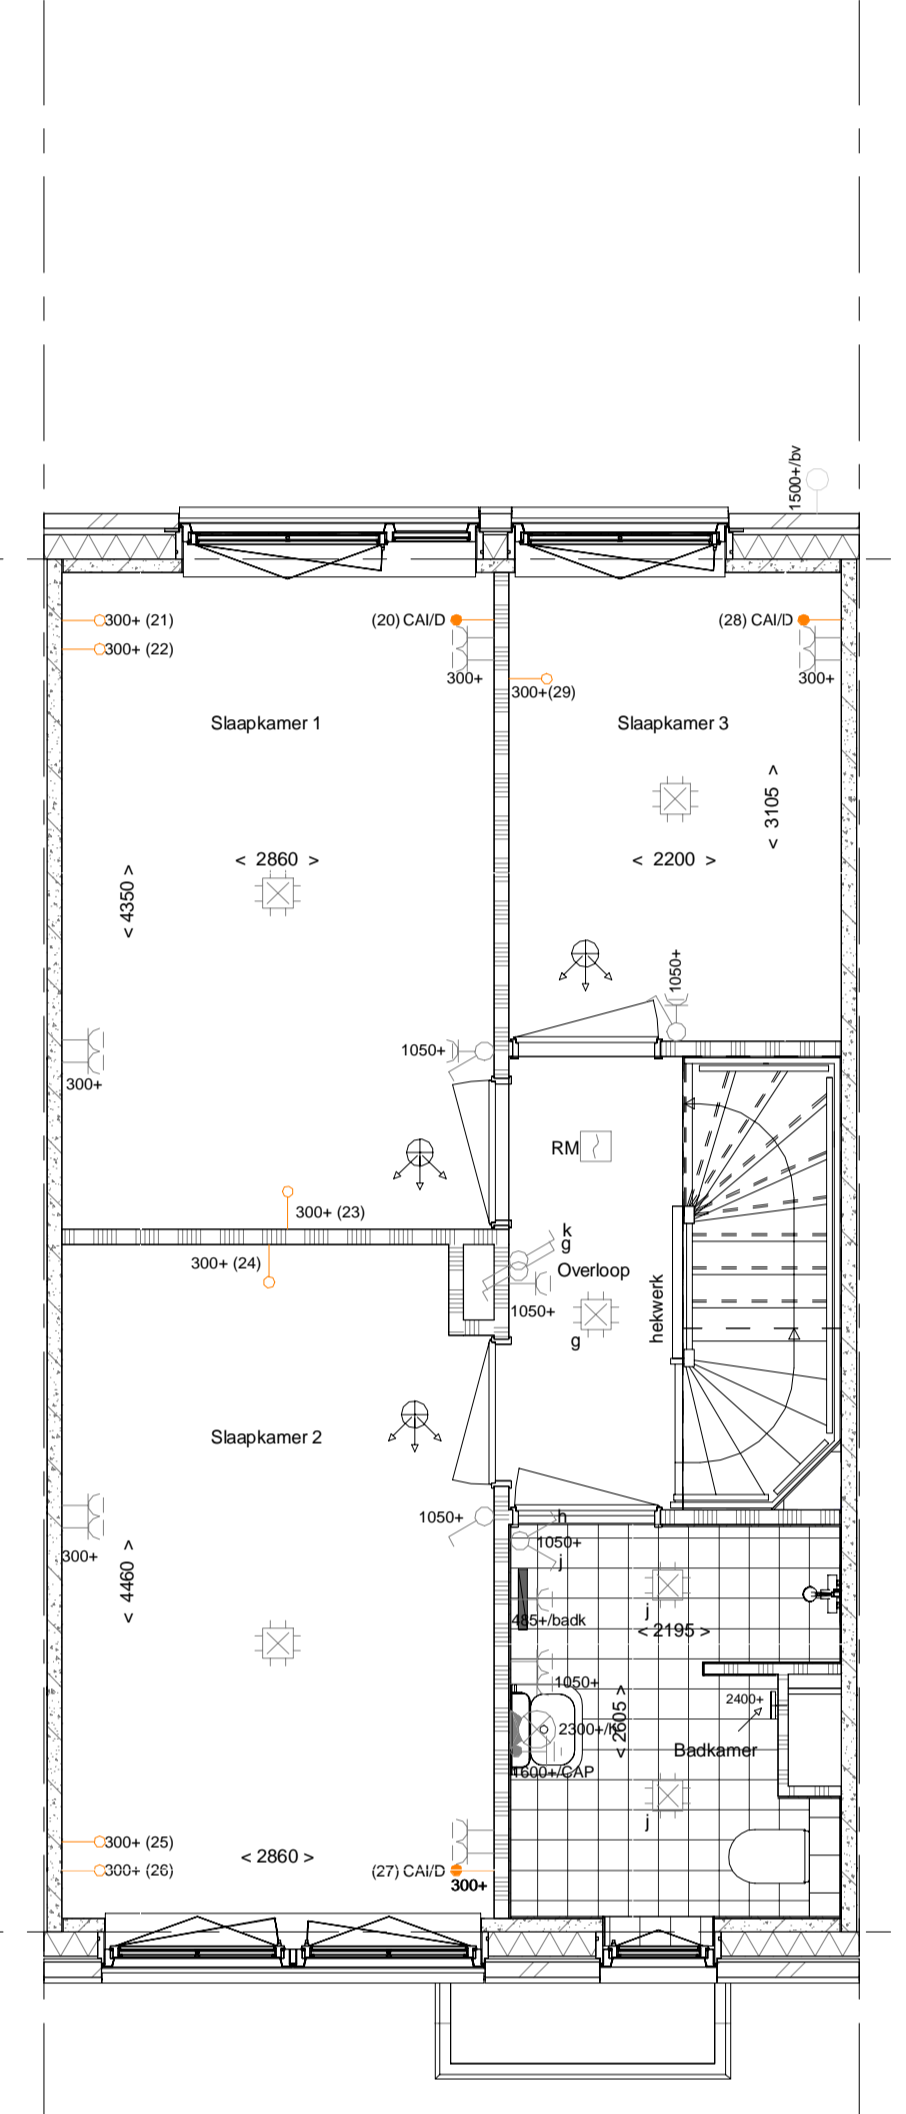 1500+/bv
300+ (21)
(20) CAI/D
(28) CAI/D
300+ (22)
300+
300+
300+(29)
Slaapkamer 1
Slaapkamer 3
< 3105 >
< 2860 >
< 2200 >
< 4350 >
1050+
1050+
300+
RM
300+ (23)
k
g
300+ (24)
Overloop
1050+
hekwerk
g
Slaapkamer 2
1050+
h
1050+
300+
j
< 4460 >
485+/badk
j
< 2195 >
1050+
2400+
< 2605 >
2300+/K
Badkamer
1600+/CAP
j
300+ (25)
< 2860 >
300+ (26)
(27) CAI/D
300+